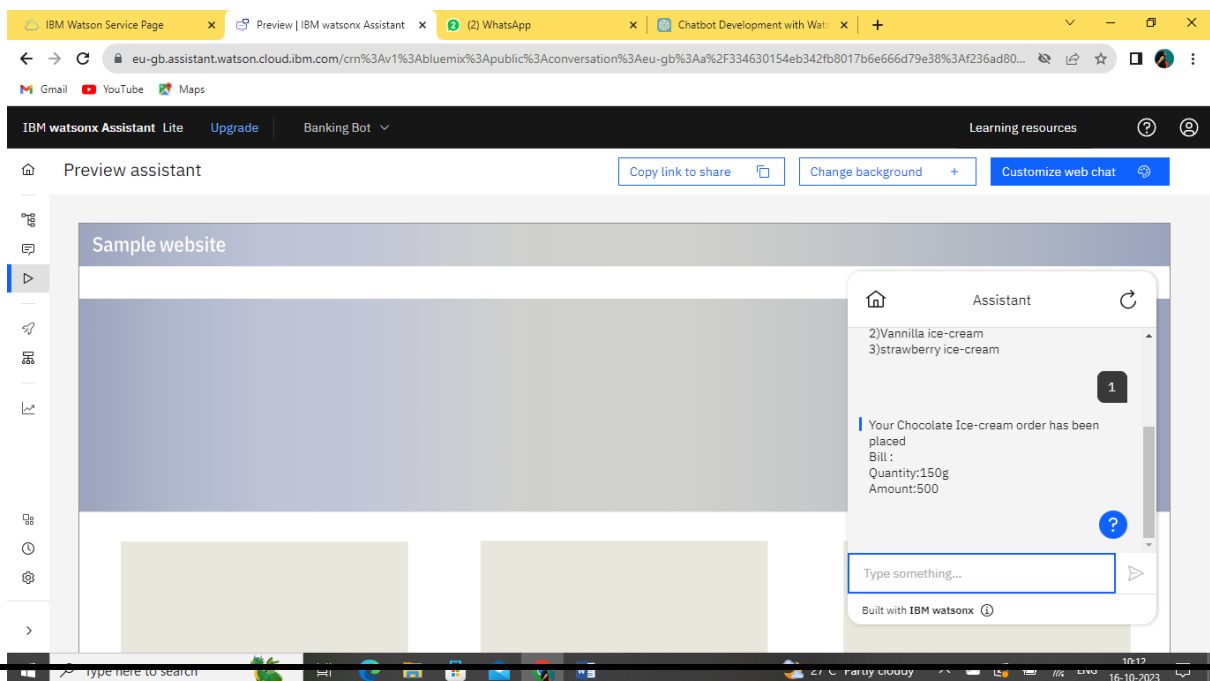 IBM Watson Service Page
Preview | IBM watsonx Assistant
(2) WhatsApp
Chatbot Development with Wats
eu-gb.assistant.watson.cloud.ibm.com/crn%3Av1%3Abluemix%3Apublic%3Aconversation%3Aeu-gb%3Aa%2F334630154eb342fb8017b6e666d79e38%3Af236ad80...
Gmail YouTube Maps
IBM watsonx Assistant Lite Upgrade Banking Bot Learning resources
Preview assistant
Copy link to share
Change background +
Customize web chat
Sample website
Assistant
2)Vannilla ice-cream
3)strawberry ice-cream
1
Your Chocolate Ice-cream order has been
placed
Bill :
Quantity:150g
Amount:500
?
Type something...
Built with IBM watsonx
Type here to search
27°C Partly cloudy
ENG
10:12
16-10-2023